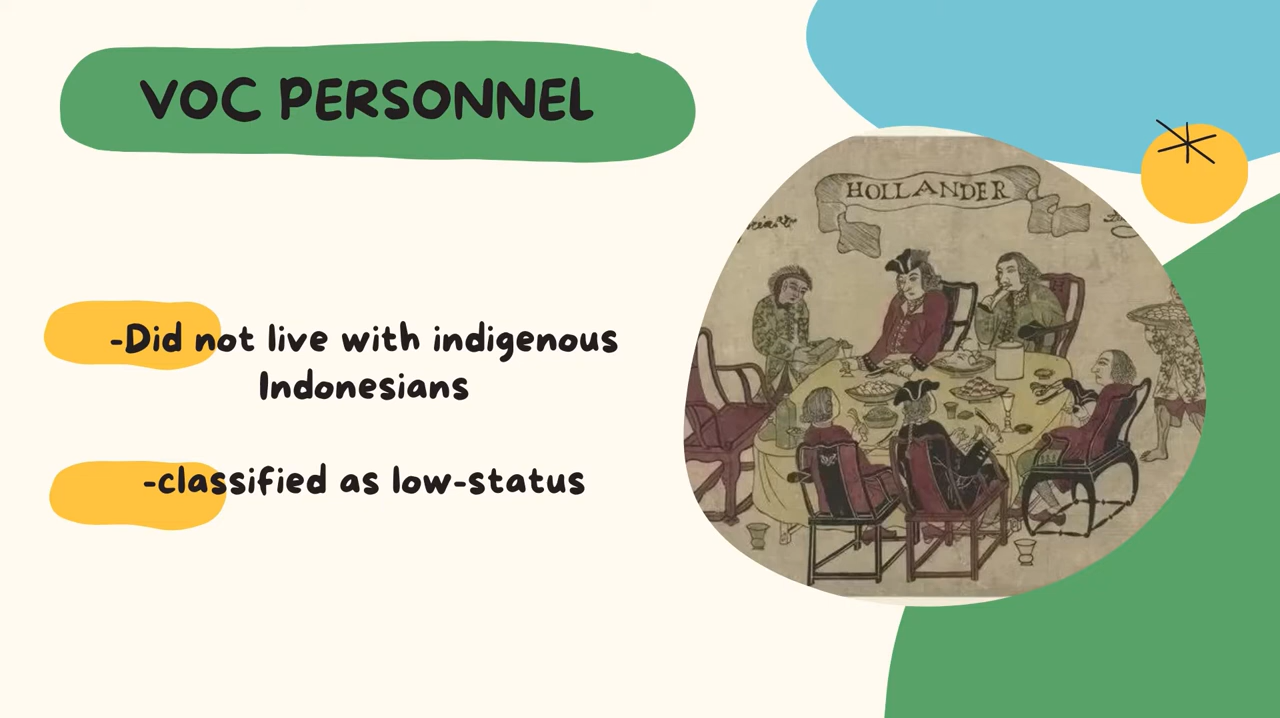 VOC PERSONNEL
HOLLANDER
-Did not live with indigenous
Indonesians
-classified as low-status